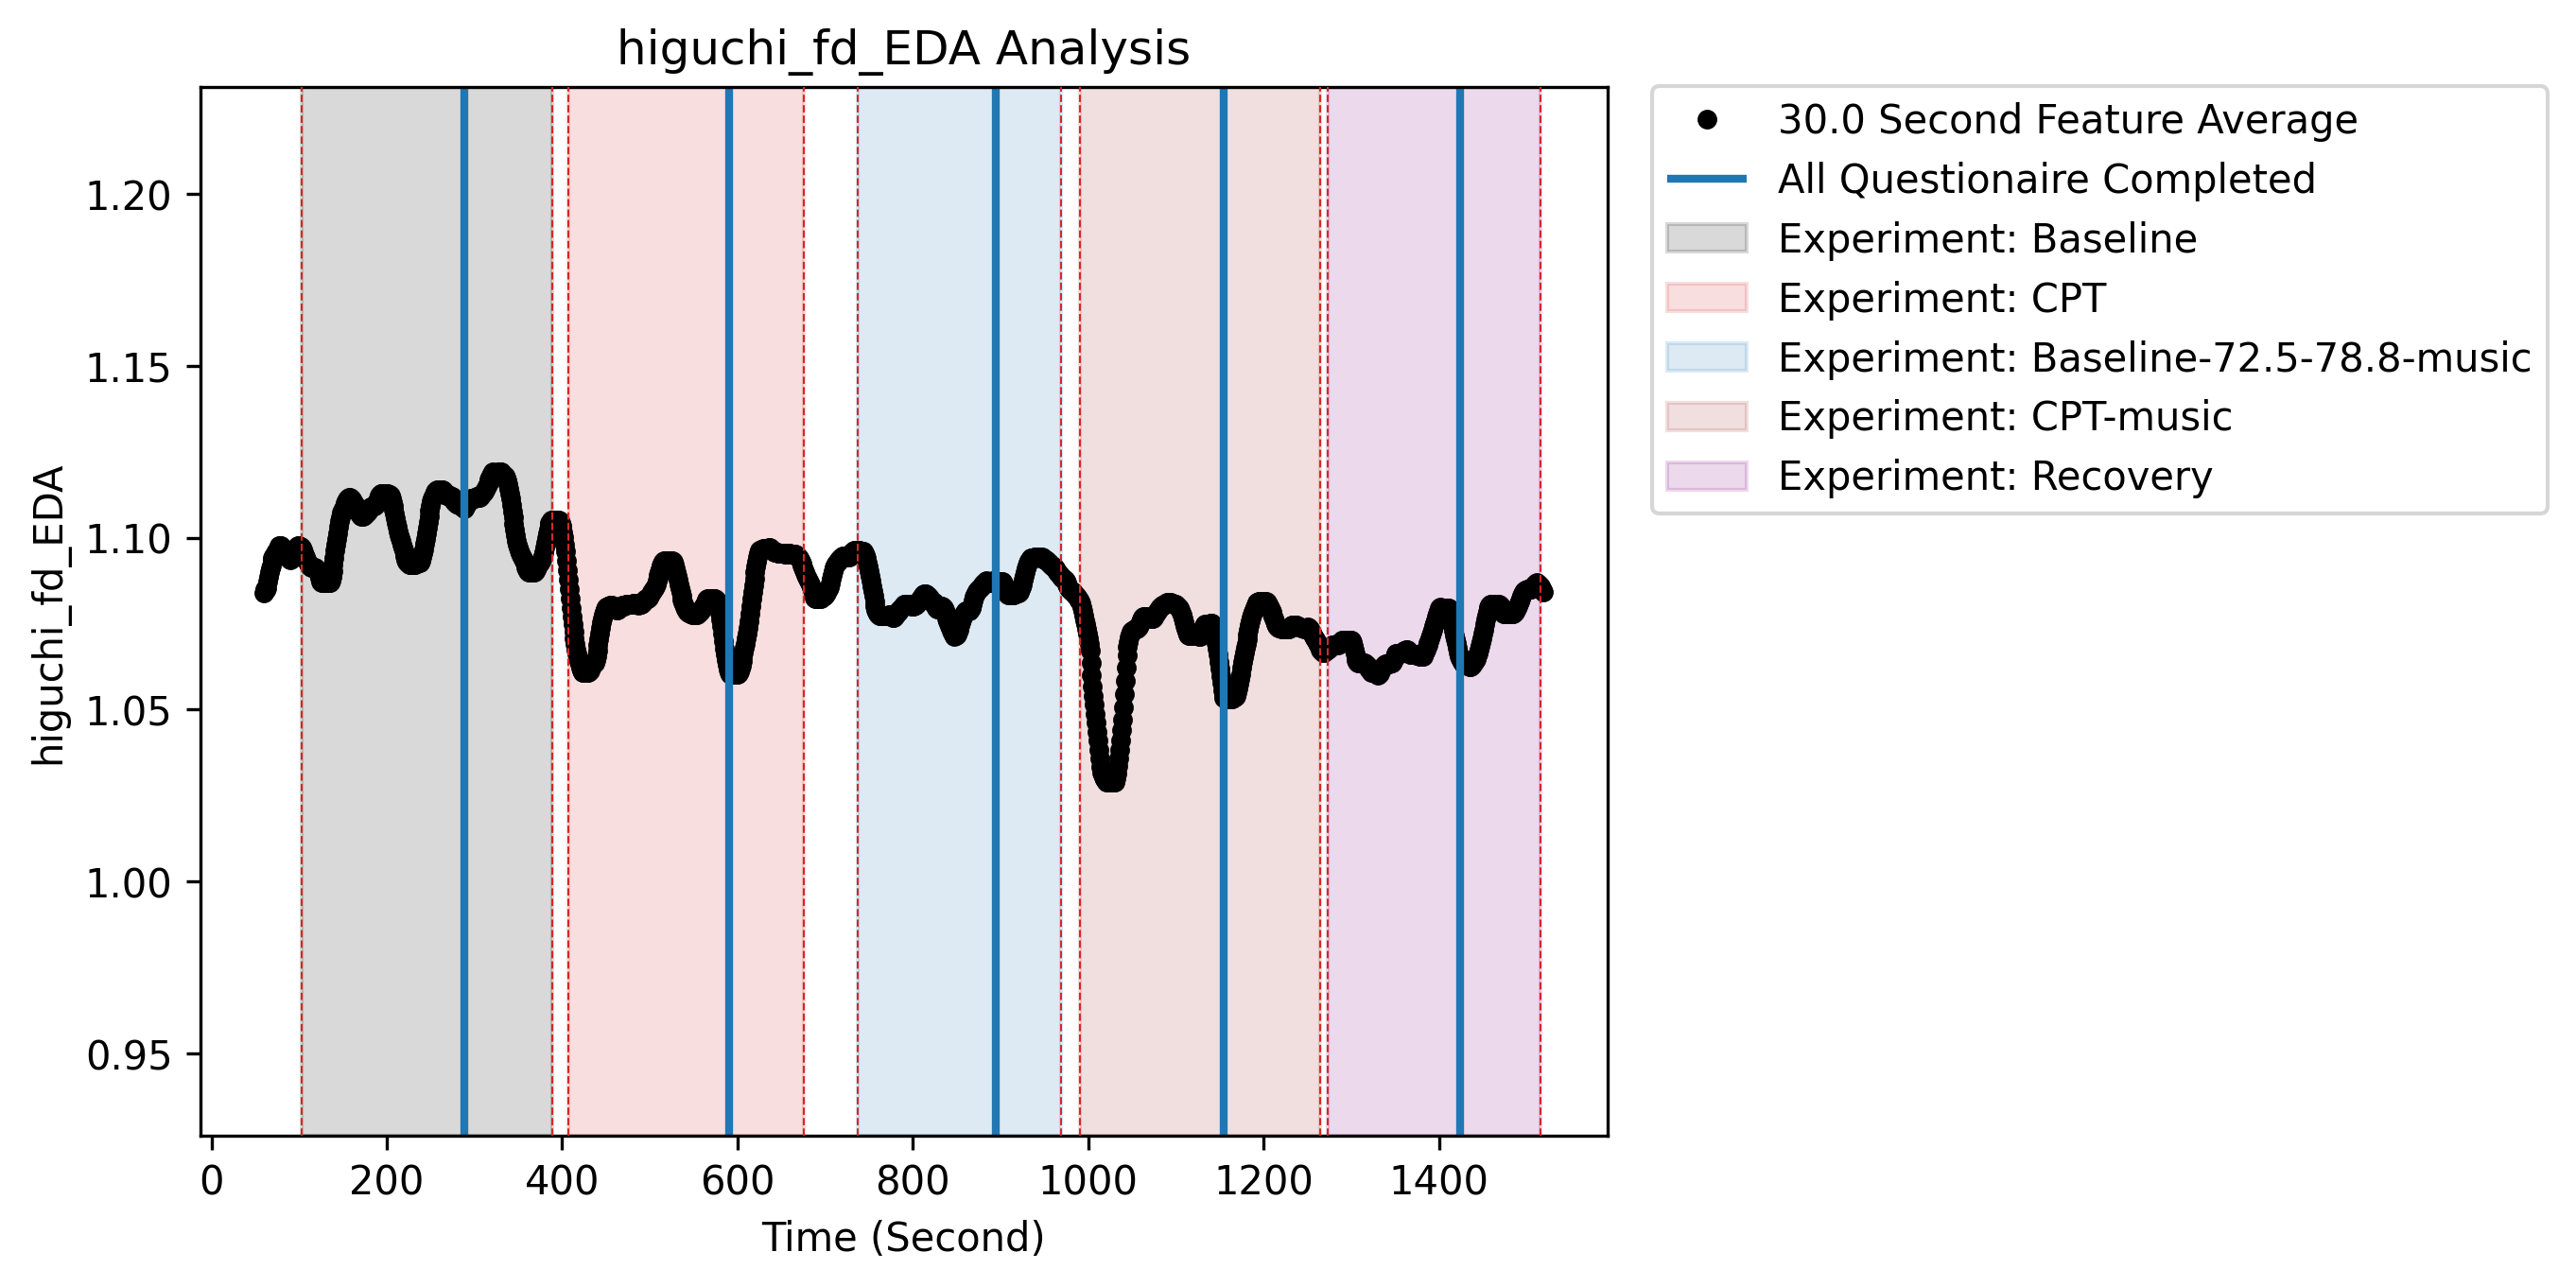 higuchi_fd_EDA Analysis
higuchi_fd_EDA
1.20
1.15
1.10
1.05
1.00
0.95
0 200 400 600 800 1000 1200 1400
Time (Second)
30.0 Second Feature Average
All Questionaire Completed
Experiment: Baseline
Experiment: CPT
Experiment: Baseline-72.5-78.8-music
Experiment: CPT-music
Experiment: Recovery